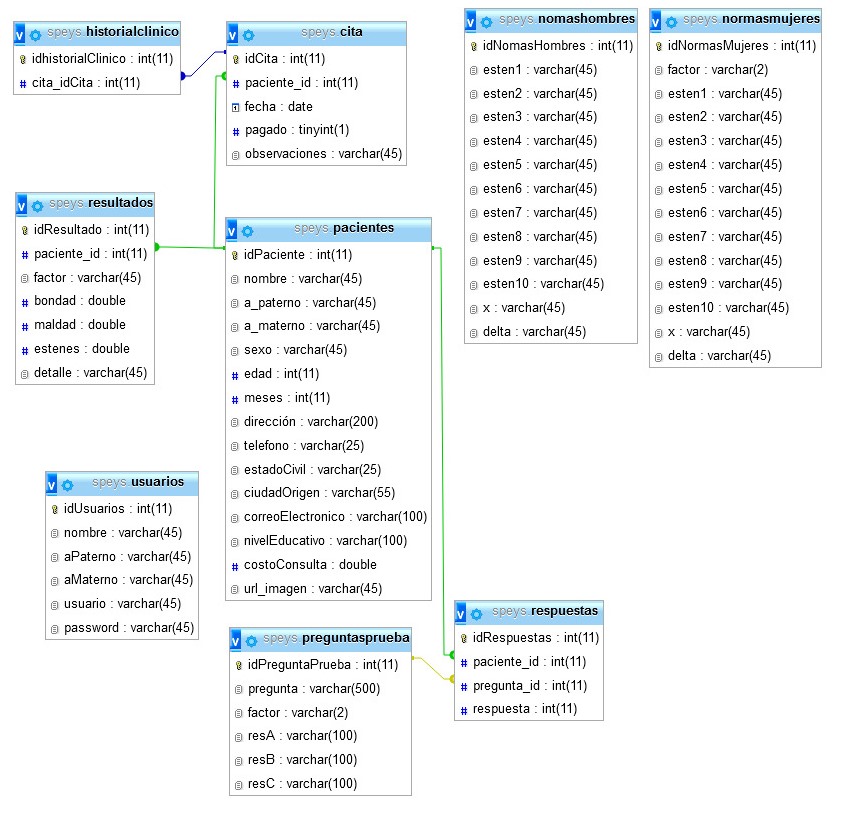 speys historialclinico
idhistorialClinico : int(11)
cita_idCita : int(11)
speys cita
idCita : int(11)
paciente_id : int(11)
fecha : date
pagado : tinyint(1)
observaciones : varchar(45)
speys nomashombres
idNomasHombres : int(11)
esten1 : varchar(45)
esten2 : varchar(45)
esten3 : varchar(45)
esten4 : varchar(45)
esten5 : varchar(45)
esten6 : varchar(45)
esten7 : varchar(45)
esten8 : varchar(45)
esten9 : varchar(45)
esten10 : varchar(45)
x : varchar(45)
delta : varchar(45)
speys normasmujeres
idNormasMujeres : int(11)
factor : varchar(2)
esten1 : varchar(45)
esten2 : varchar(45)
esten3 : varchar(45)
esten4 : varchar(45)
esten5 : varchar(45)
esten6 : varchar(45)
esten7 : varchar(45)
esten8 : varchar(45)
esten9 : varchar(45)
esten10 : varchar(45)
x : varchar(45)
delta : varchar(45)
speys resultados
idResultado : int(11)
paciente_id : int(11)
factor : varchar(45)
bondad : double
maldad : double
estenes : double
detalle : varchar(45)
speys pacientes
idPaciente : int(11)
nombre : varchar(45)
a_paterno : varchar(45)
a_materno : varchar(45)
sexo : varchar(45)
edad : int(11)
meses : int(11)
dirección : varchar(200)
telefono : varchar(25)
estadoCivil : varchar(25)
ciudadOrigen : varchar(55)
correoElectronico : varchar(100)
nivelEducativo : varchar(100)
costoConsulta : double
url_imagen : varchar(45)
speys usuarios
idUsuarios : int(11)
nombre : varchar(45)
aPaterno : varchar(45)
aMaterno : varchar(45)
usuario : varchar(45)
password : varchar(45)
speys preguntasprueba
idPreguntaPrueba : int(11)
pregunta : varchar(500)
factor : varchar(2)
resA : varchar(100)
resB : varchar(100)
resC : varchar(100)
speys respuestas
idRespuestas : int(11)
paciente_id : int(11)
pregunta_id : int(11)
respuesta : int(11)